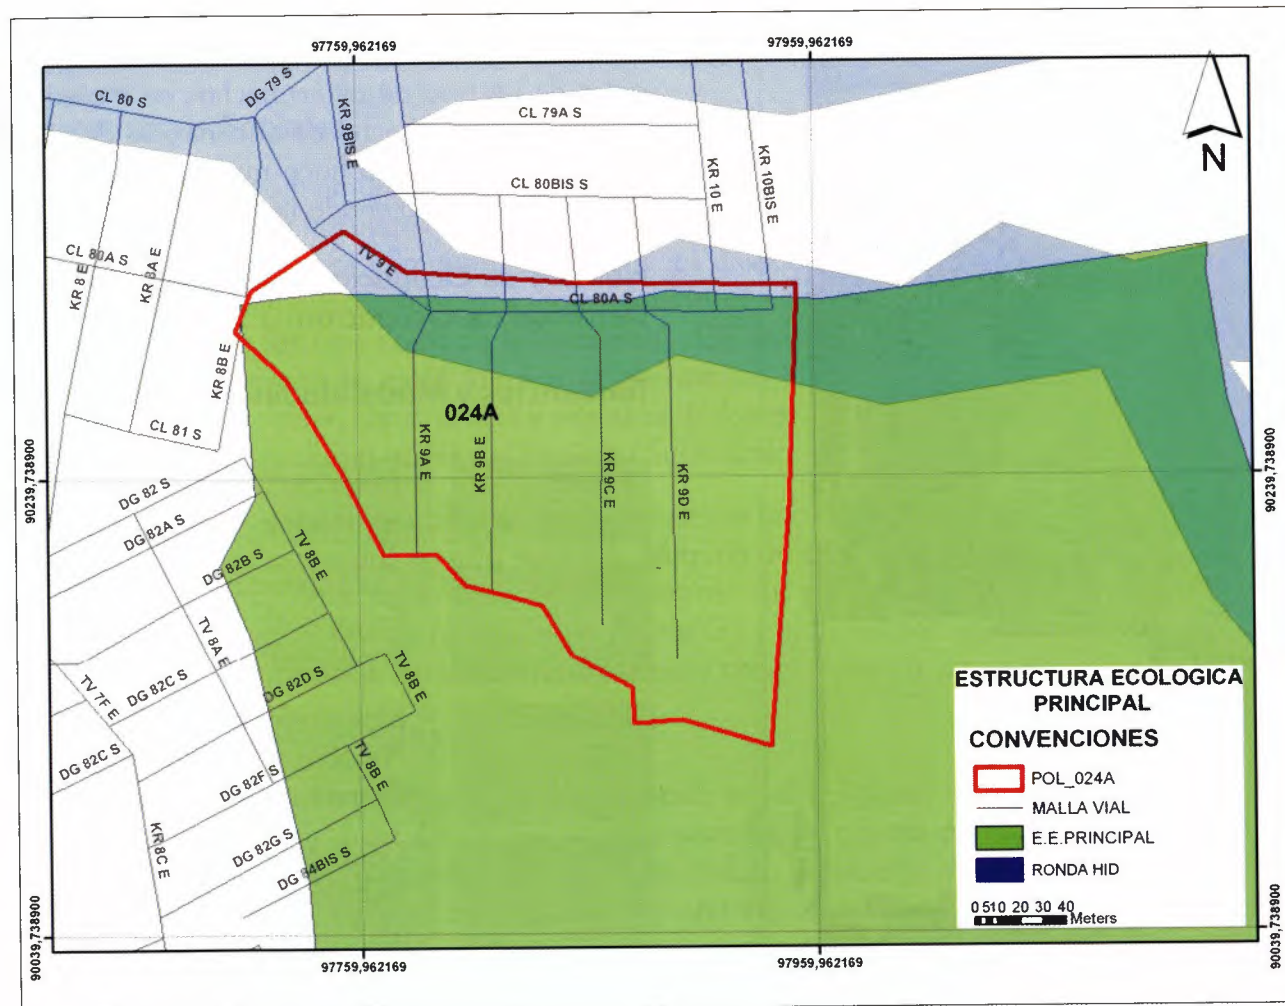 97759,962169
97959,962169
DG 79 S
CL 80 S
KR 9BIS E
CL 79A S
KR 10 E
KR 10BIS E
CL 80BIS S
CL 80A S
KR 8 E
KR 8A E
TV 9 E
CL 80A S
KR 8B E
024A
CL 81 S
KR 9A E
KR 9B E
KR 9C E
KR 9D E
90239,738900
90239,738900
DG 82 S
DG 82A S
DG 82B S
TV 8B E
TV 8A E
DG 82C S
DG 82D S
TV 8B E
TV 7F E
DG 82C S
DG 82F S
TV 8B E
KR 8C E
DG 82G S
DG 84BIS S
ESTRUCTURA ECOLOGICA
PRINCIPAL
CONVENCIONES
POL_024A
MALLA VIAL
E.E.PRINCIPAL
RONDA HID
0 510 20 30 40
Meters
N
90039,738900
90039,738900
97759,962169
97959,962169